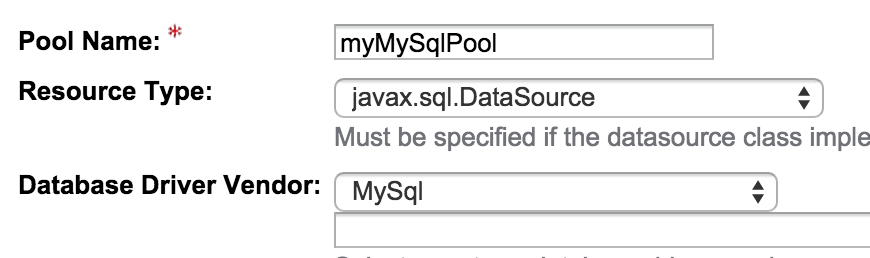 Pool Name: *
myMySqlPool
Resource Type:
javax.sql.DataSource
Must be specified if the datasource class imple
Database Driver Vendor:
MySql